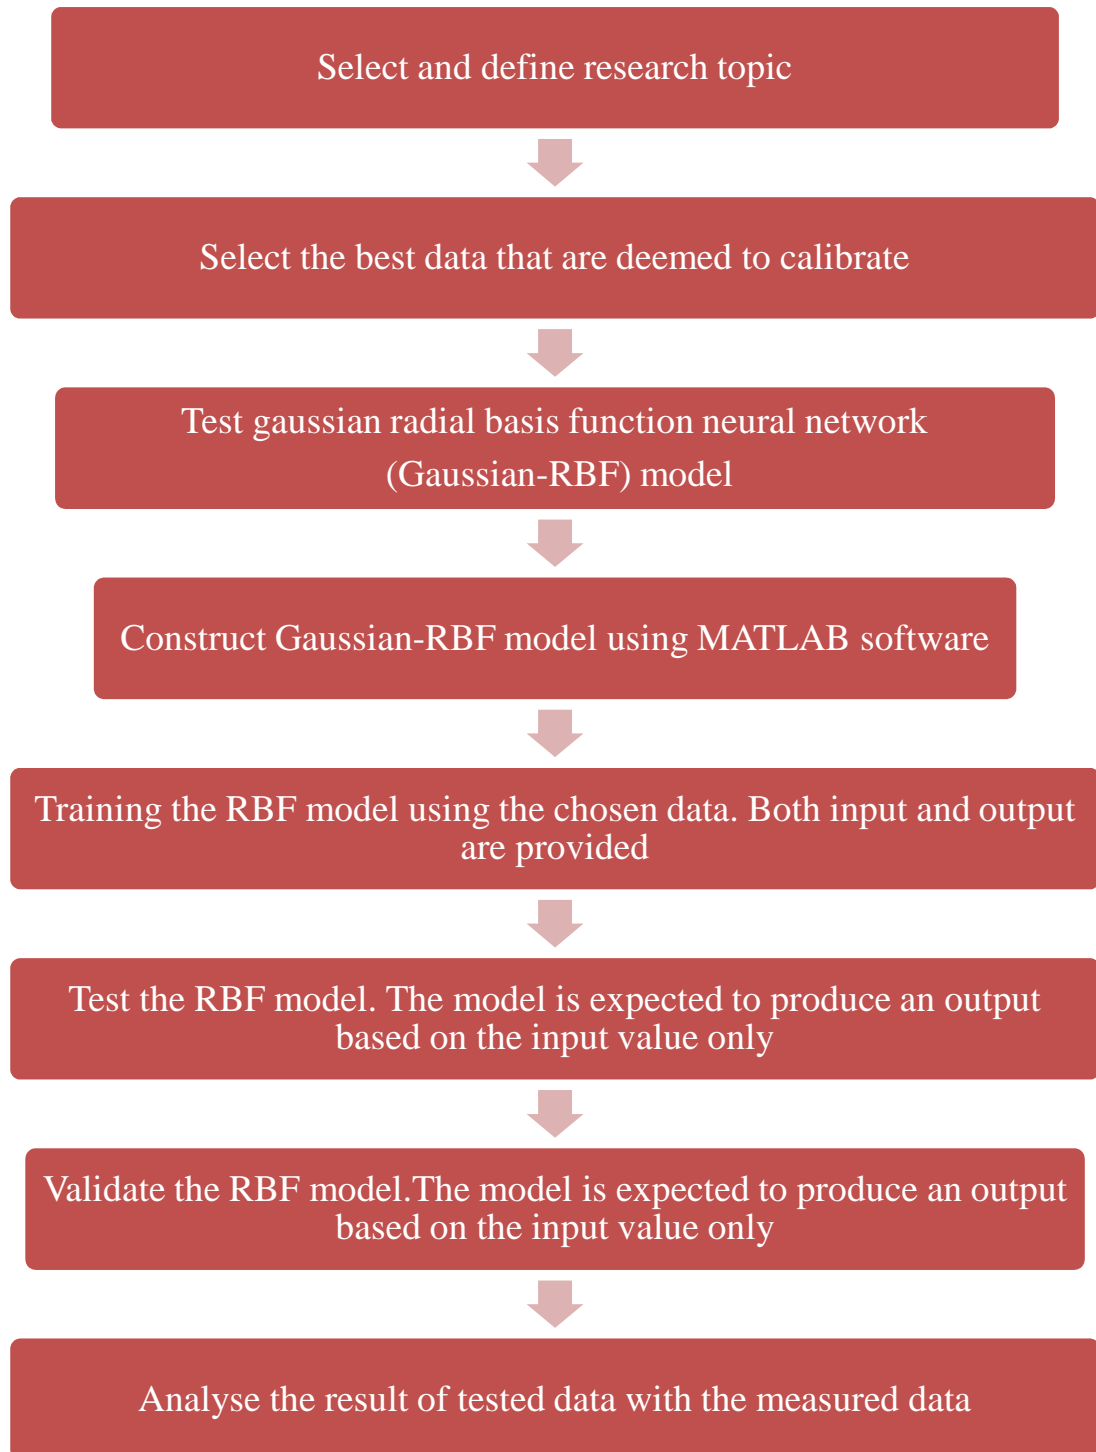 Select and define research topic
Select the best data that are deemed to calibrate
Test gaussian radial basis function neural network
(Gaussian-RBF) model
Construct Gaussian-RBF model using MATLAB software
Training the RBF model using the chosen data. Both input and output
are provided
Test the RBF model. The model is expected to produce an output
based on the input value only
Validate the RBF model.The model is expected to produce an output
based on the input value only
Analyse the result of tested data with the measured data